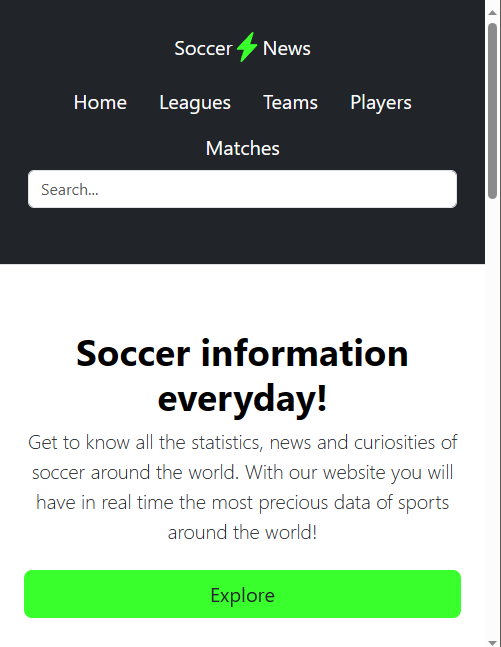 Soccer News
Home Leagues Teams Players
Matches
Search...
Soccer information
everyday!
Get to know all the statistics, news and curiosities of
soccer around the world. With our website you will
have in real time the most precious data of sports
around the world!
Explore